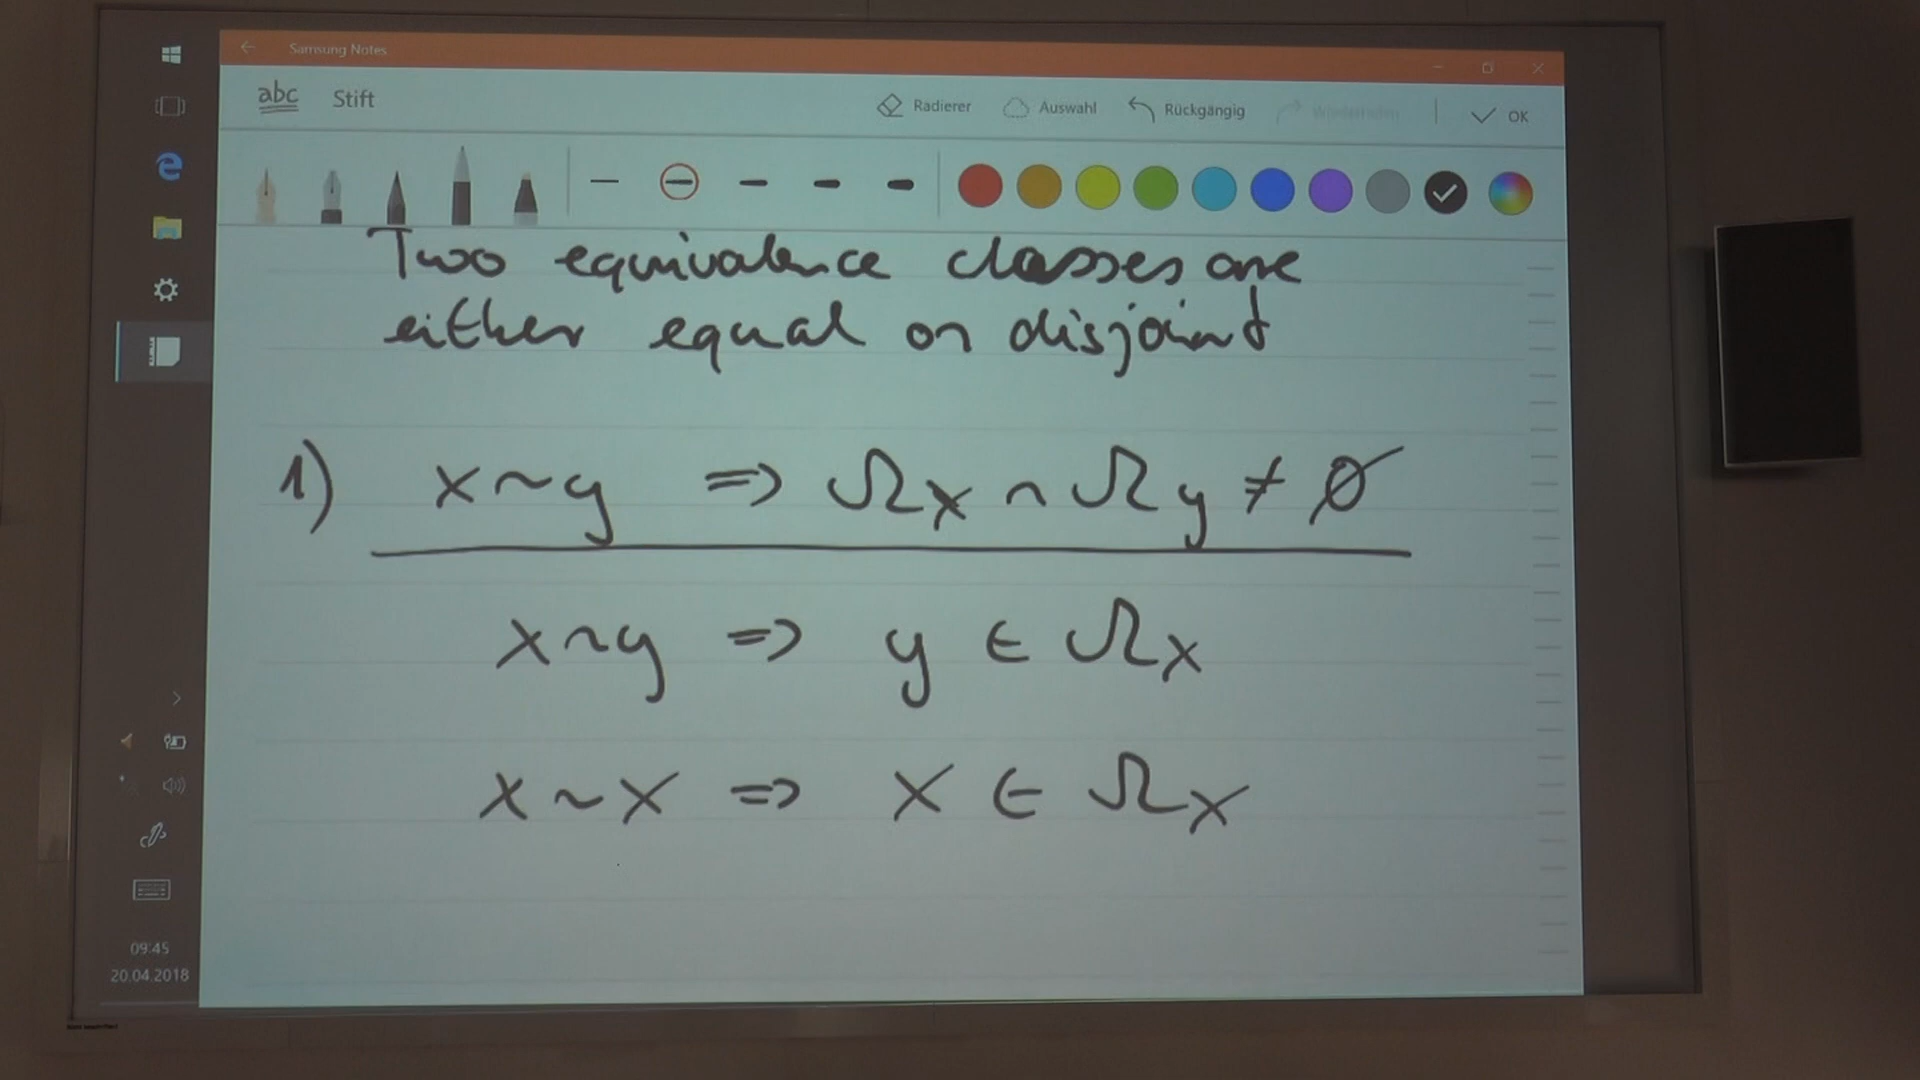 Samsung Notes
abc Stift Radierer Auswahl Rückgängig Wiederholen OK
Two equivalence classes are
either equal or disjoint
1) x ~ y => Ωx ∩ Ωy ≠ ∅
x ~ y => y ∈ Ωx
x ~ x => x ∈ Ωx
09:45
20.04.2018